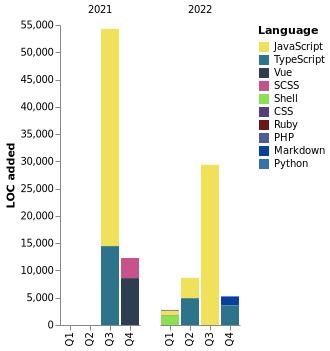 2021
2022
Language
JavaScript
TypeScript
Vue
SCSS
Shell
CSS
Ruby
PHP
Markdown
Python
LOC added
55,000
50,000
45,000
40,000
35,000
30,000
25,000
20,000
15,000
10,000
5,000
0
Q1
Q2
Q3
Q4
Q1
Q2
Q3
Q4